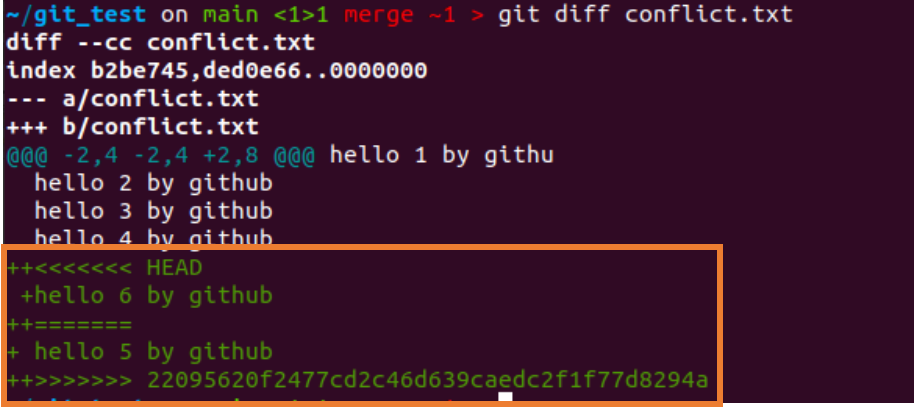 ~/git_test on main <1>1 merge ~1 > git diff conflict.txt
diff --cc conflict.txt
index b2be745,ded0e66..0000000
--- a/conflict.txt
+++ b/conflict.txt
@@@ -2,4 -2,4 +2,8 @@@ hello 1 by githu
  hello 2 by github
  hello 3 by github
  hello 4 by github
++<<<<<<< HEAD
 +hello 6 by github
++=======
+ hello 5 by github
++>>>>>>> 22095620f2477cd2c46d639caedc2f1f77d8294a